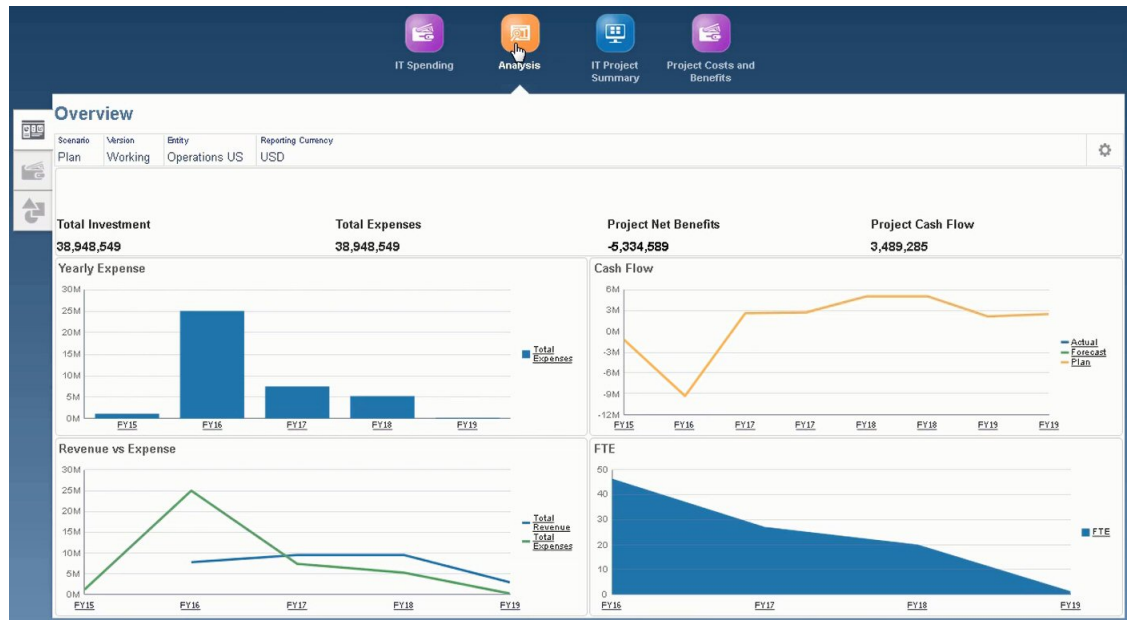 IT Spending
Analysis
IT Project
Summary
Project Costs and
Benefits
Overview
Scenario Version Entity Reporting Currency
Plan Working Operations US USD
Total Investment Total Expenses Project Net Benefits Project Cash Flow
38,948,549 38,948,549 -5,334,589 3,489,285
Yearly Expense
30M
25M
20M
15M
10M
5M
0M
FY15 FY16 FY17 FY18 FY19
Total
Expenses
Cash Flow
6M
3M
0M
-3M
-6M
-9M
-12M
FY15 FY16 FY17 FY17 FY18 FY18 FY19 FY19
Actual
Forecast
Plan
Revenue vs Expense
30M
25M
20M
15M
10M
5M
0M
FY15 FY16 FY17 FY18 FY19
Total
Revenue
Total
Expenses
FTE
50
40
30
20
10
0
FY16 FY17 FY18 FY19
FTE